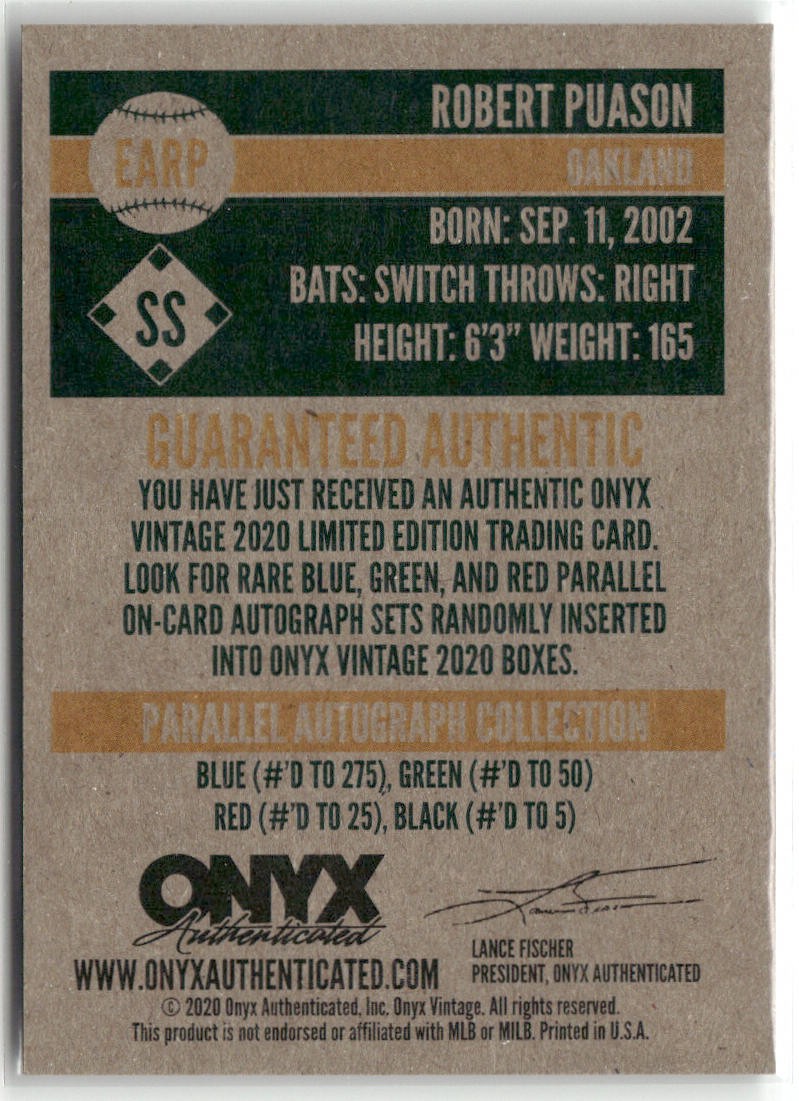 EARP
ROBERT PUASON
OAKLAND
SS
BORN: SEP. 11, 2002
BATS: SWITCH THROWS: RIGHT
HEIGHT: 6'3" WEIGHT: 165
GUARANTEED AUTHENTIC
YOU HAVE JUST RECEIVED AN AUTHENTIC ONYX
VINTAGE 2020 LIMITED EDITION TRADING CARD.
LOOK FOR RARE BLUE, GREEN, AND RED PARALLEL
ON-CARD AUTOGRAPH SETS RANDOMLY INSERTED
INTO ONYX VINTAGE 2020 BOXES.
PARALLEL AUTOGRAPH COLLECTION
BLUE (#'D TO 275), GREEN (#'D TO 50)
RED (#'D TO 25), BLACK (#'D TO 5)
ONYX
Authenticated
WWW.ONYXAUTHENTICATED.COM
LANCE FISCHER
PRESIDENT, ONYX AUTHENTICATED
© 2020 Onyx Authenticated, Inc. Onyx Vintage. All rights reserved.
This product is not endorsed or affiliated with MLB or MILB. Printed in U.S.A.